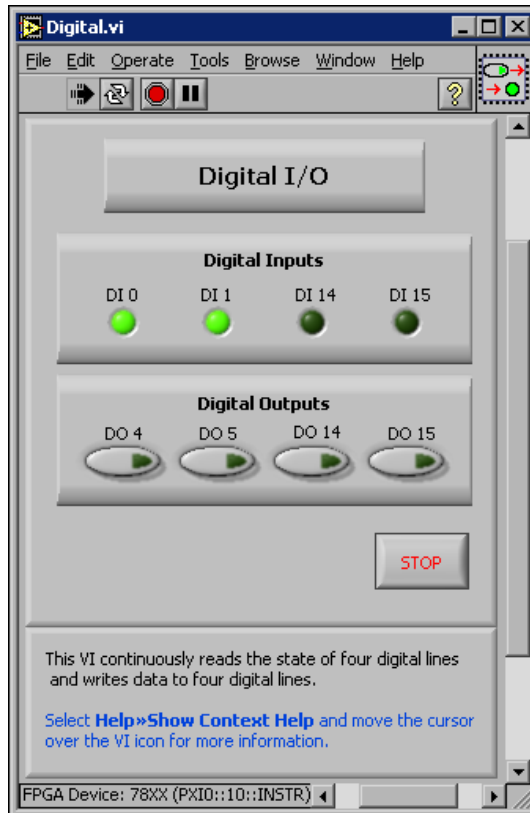 Digital.vi
File Edit Operate Tools Browse Window Help
?
Digital I/O
Digital Inputs
DI 0 DI 1 DI 14 DI 15
Digital Outputs
DO 4 DO 5 DO 14 DO 15
STOP
This VI continuously reads the state of four digital lines
and writes data to four digital lines.
Select Help»Show Context Help and move the cursor
over the VI icon for more information.
FPGA Device: 78XX (PXI0::10::INSTR)